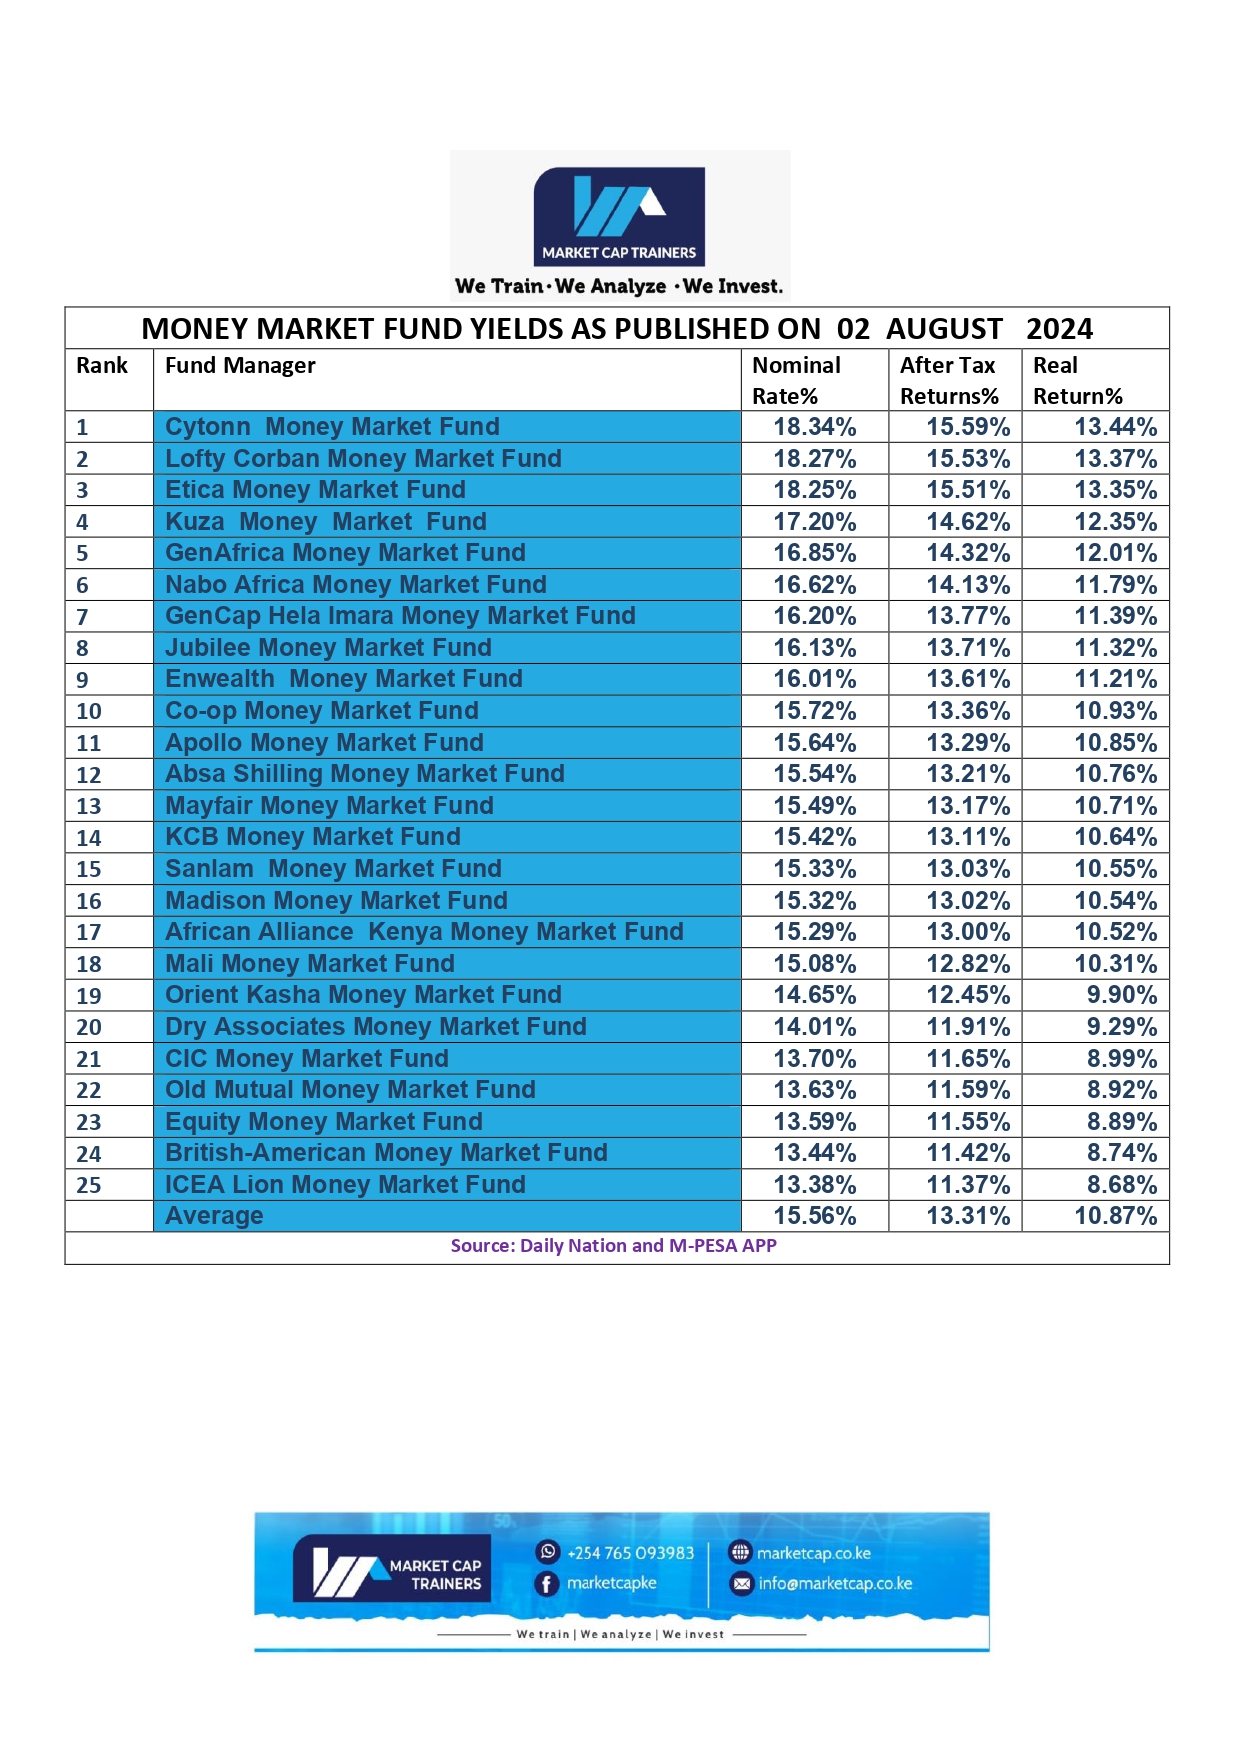 MARKET CAP TRAINERS
We Train · We Analyze · We Invest.
MONEY MARKET FUND YIELDS AS PUBLISHED ON 02 AUGUST 2024
Rank Fund Manager Nominal Rate% After Tax Returns% Real Return%
1 Cytonn Money Market Fund 18.34% 15.59% 13.44%
2 Lofty Corban Money Market Fund 18.27% 15.53% 13.37%
3 Etica Money Market Fund 18.25% 15.51% 13.35%
4 Kuza Money Market Fund 17.20% 14.62% 12.35%
5 GenAfrica Money Market Fund 16.85% 14.32% 12.01%
6 Nabo Africa Money Market Fund 16.62% 14.13% 11.79%
7 GenCap Hela Imara Money Market Fund 16.20% 13.77% 11.39%
8 Jubilee Money Market Fund 16.13% 13.71% 11.32%
9 Enwealth Money Market Fund 16.01% 13.61% 11.21%
10 Co-op Money Market Fund 15.72% 13.36% 10.93%
11 Apollo Money Market Fund 15.64% 13.29% 10.85%
12 Absa Shilling Money Market Fund 15.54% 13.21% 10.76%
13 Mayfair Money Market Fund 15.49% 13.17% 10.71%
14 KCB Money Market Fund 15.42% 13.11% 10.64%
15 Sanlam Money Market Fund 15.33% 13.03% 10.55%
16 Madison Money Market Fund 15.32% 13.02% 10.54%
17 African Alliance Kenya Money Market Fund 15.29% 13.00% 10.52%
18 Mali Money Market Fund 15.08% 12.82% 10.31%
19 Orient Kasha Money Market Fund 14.65% 12.45% 9.90%
20 Dry Associates Money Market Fund 14.01% 11.91% 9.29%
21 CIC Money Market Fund 13.70% 11.65% 8.99%
22 Old Mutual Money Market Fund 13.63% 11.59% 8.92%
23 Equity Money Market Fund 13.59% 11.55% 8.89%
24 British-American Money Market Fund 13.44% 11.42% 8.74%
25 ICEA Lion Money Market Fund 13.38% 11.37% 8.68%
Average 15.56% 13.31% 10.87%
Source: Daily Nation and M-PESA APP
50%
MARKET CAP
TRAINERS
+254 765 093983
marketcapke
marketcap.co.ke
info@marketcap.co.ke
We train | We analyze | We invest